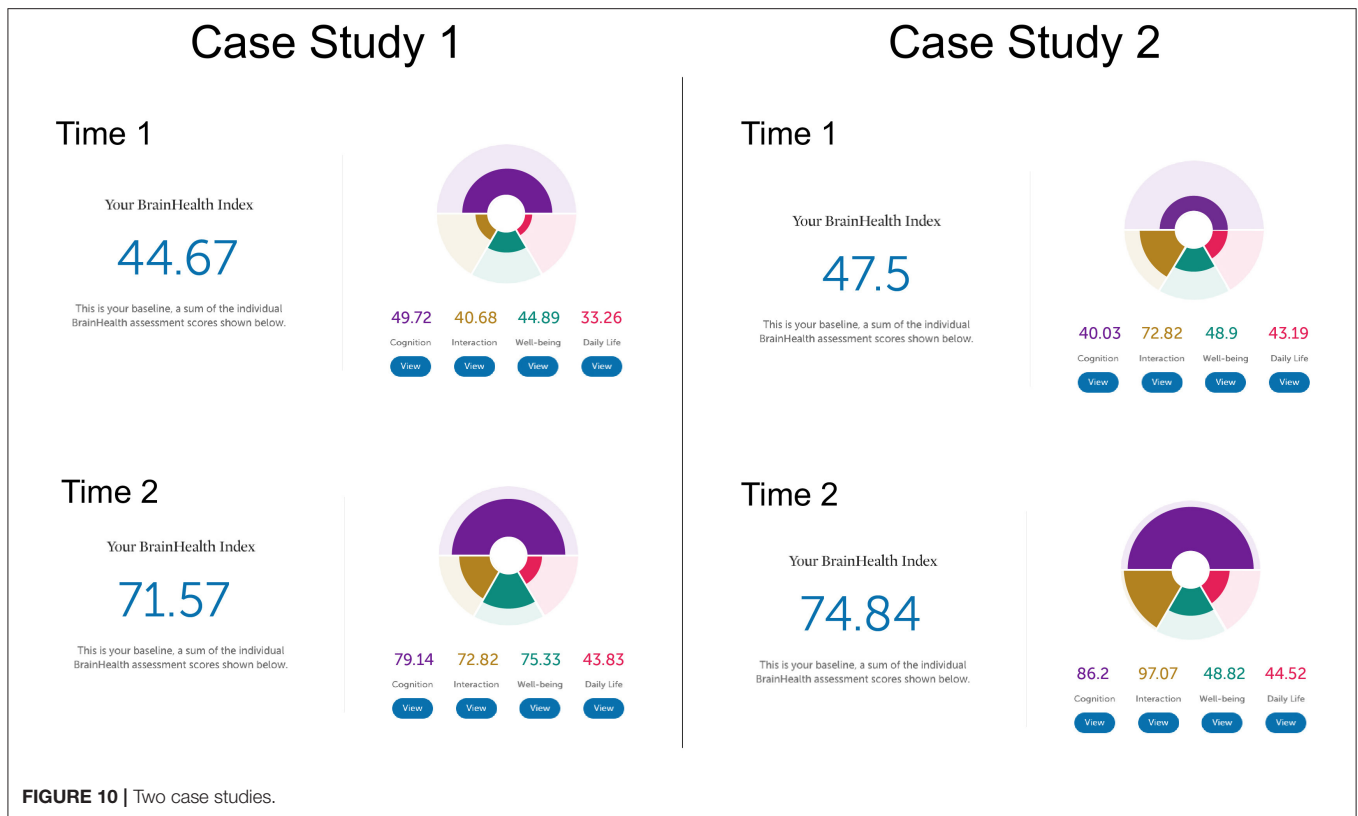 Case Study 1
Time 1
Your BrainHealth Index
44.67
This is your baseline, a sum of the individual
BrainHealth assessment scores shown below.
49.72 40.68 44.89 33.26
Cognition Interaction Well-being Daily Life
View View View View
Time 2
Your BrainHealth Index
71.57
This is your baseline, a sum of the individual
BrainHealth assessment scores shown below.
79.14 72.82 75.33 43.83
Cognition Interaction Well-being Daily Life
View View View View
Case Study 2
Time 1
Your BrainHealth Index
47.5
This is your baseline, a sum of the individual
BrainHealth assessment scores shown below.
40.03 72.82 48.9 43.19
Cognition Interaction Well-being Daily Life
View View View View
Time 2
Your BrainHealth Index
74.84
This is your baseline, a sum of the individual
BrainHealth assessment scores shown below.
86.2 97.07 48.82 44.52
Cognition Interaction Well-being Daily Life
View View View View
FIGURE 10 | Two case studies.